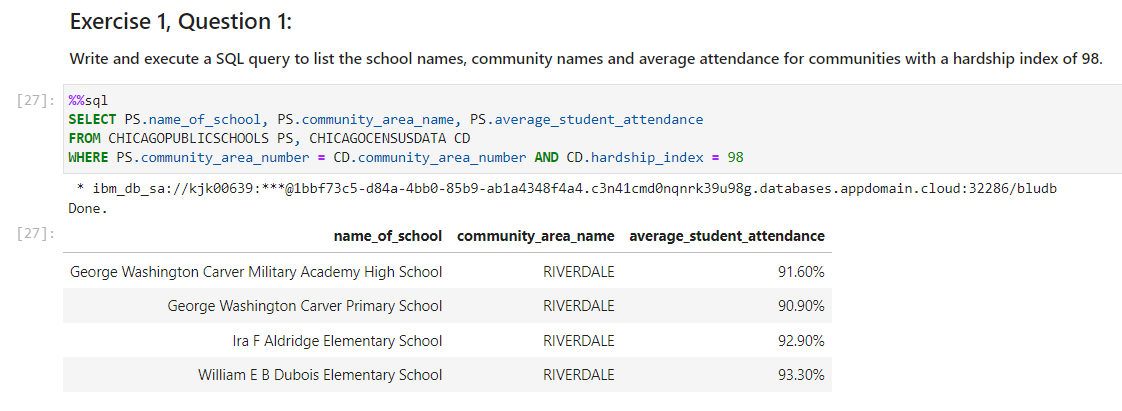 Exercise 1, Question 1:
Write and execute a SQL query to list the school names, community names and average attendance for communities with a hardship index of 98.
[27]: %%sql
SELECT PS.name_of_school, PS.community_area_name, PS.average_student_attendance
FROM CHICAGOPUBLICSCHOOLS PS, CHICAGOCENSUSDATA CD
WHERE PS.community_area_number = CD.community_area_number AND CD.hardship_index = 98
* ibm_db_sa://kjk00639:***@1bbf73c5-d84a-4bb0-85b9-ab1a4348f4a4.c3n41cmd0nqnrk39u98g.databases.appdomain.cloud:32286/bludb
Done.
[27]: name_of_school community_area_name average_student_attendance
George Washington Carver Military Academy High School RIVERDALE 91.60%
George Washington Carver Primary School RIVERDALE 90.90%
Ira F Aldridge Elementary School RIVERDALE 92.90%
William E B Dubois Elementary School RIVERDALE 93.30%